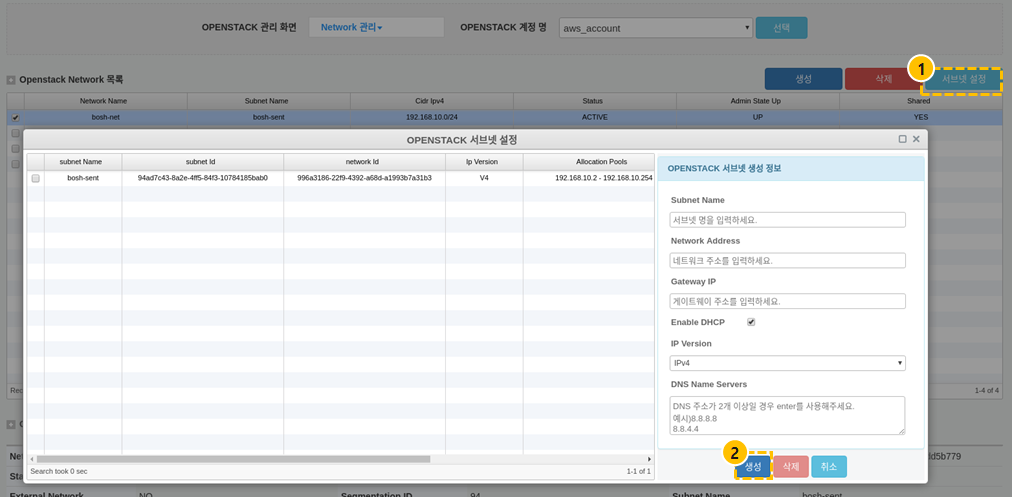 OPENSTACK 관리 화면 Network 관리 OPENSTACK 계정 명 aws_account 선택
Openstack Network 목록 생성 삭제 1 서브넷 설정
Network Name Subnet Name Cidr Ipv4 Status Admin State Up Shared
bosh-net bosh-sent 192.168.10.0/24 ACTIVE UP YES
OPENSTACK 서브넷 설정
subnet Name subnet Id network Id Ip Version Allocation Pools
bosh-sent 94ad7c43-8a2e-4ff5-84f3-10784185bab0 996a3186-22f9-4392-a68d-a1993b7a31b3 V4 192.168.10.2 - 192.168.10.254
OPENSTACK 서브넷 생성 정보
Subnet Name
서브넷 명을 입력하세요.
Network Address
네트워크 주소를 입력하세요.
Gateway IP
게이트웨이 주소를 입력하세요.
Enable DHCP
IP Version
IPv4
DNS Name Servers
DNS 주소가 2개 이상일 경우 enter를 사용해주세요.
예시)8.8.8.8
8.8.4.4
Search took 0 sec 1-1 of 1
2 생성 삭제 취소
1-4 of 4
dd5b779
External Network NO Segmentation ID 94 Subnet Name bosh-sent